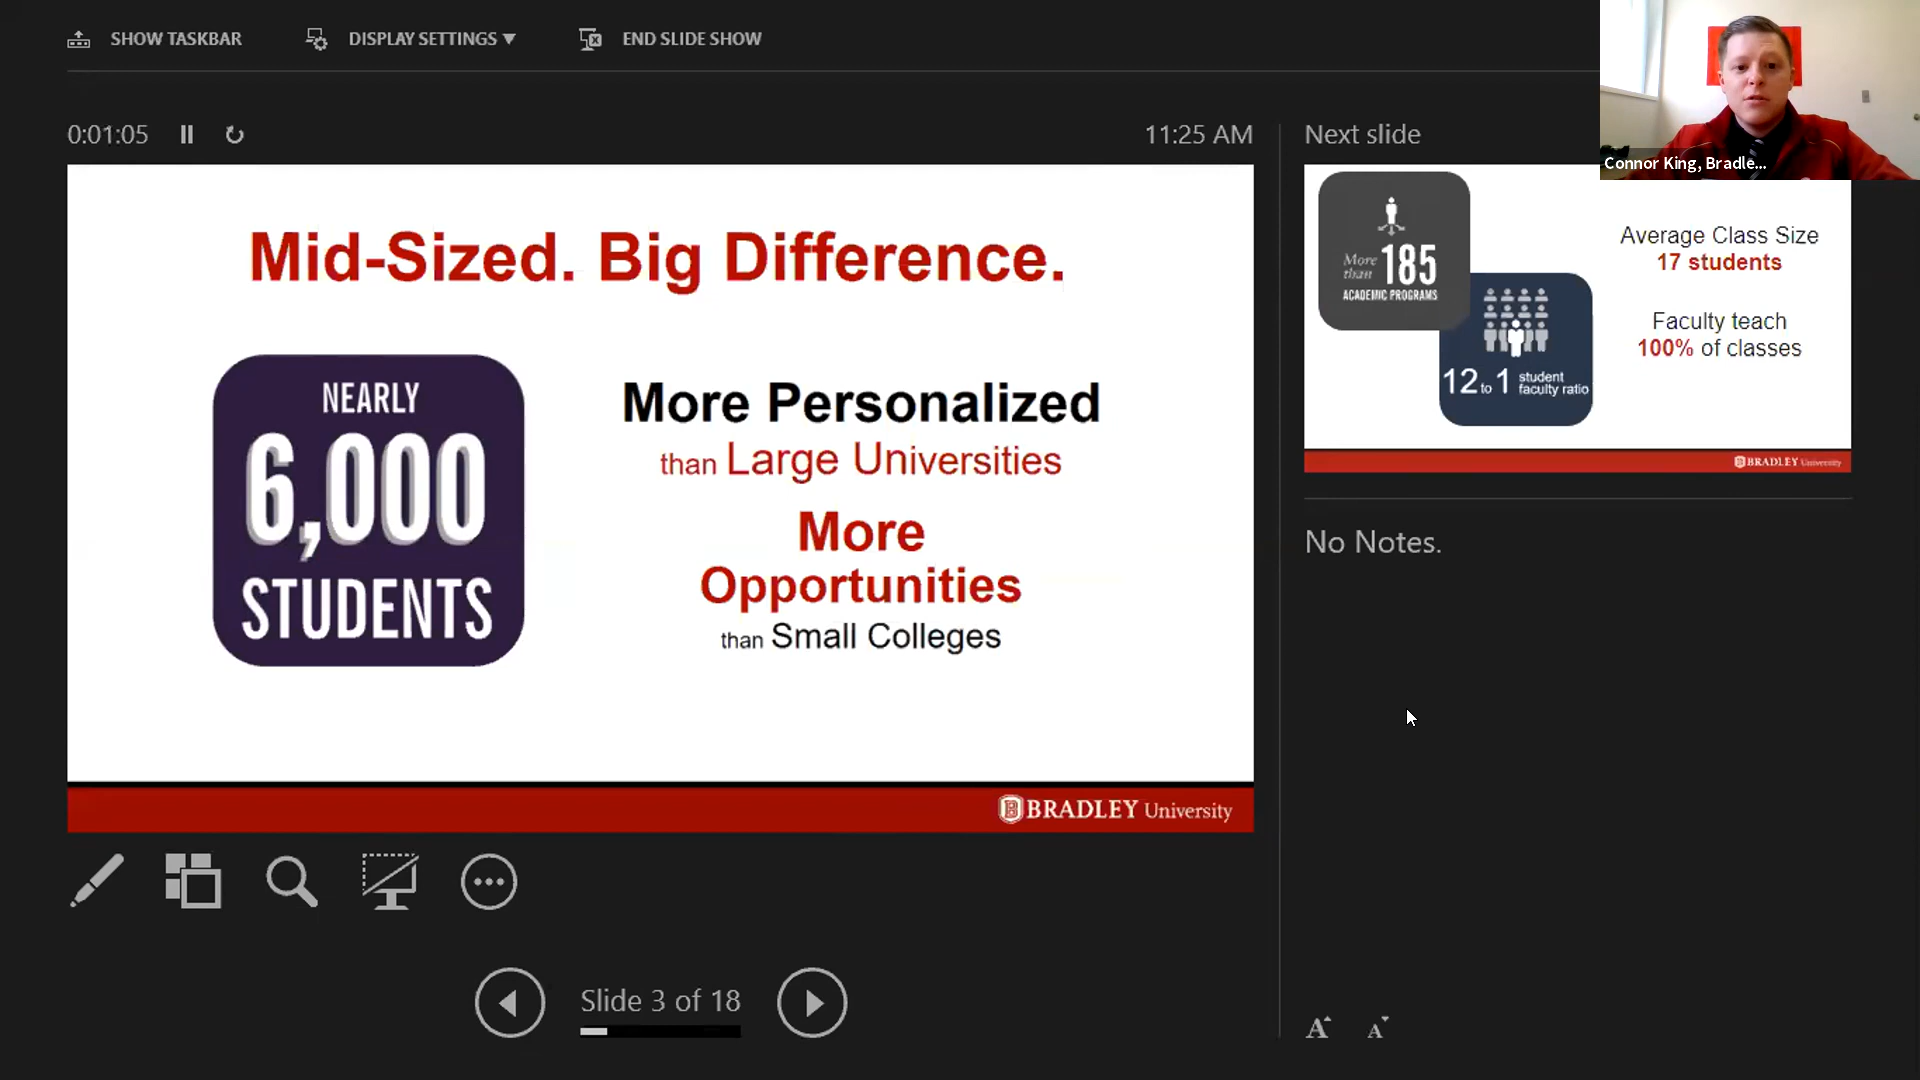 SHOW TASKBAR
DISPLAY SETTINGS
END SLIDE SHOW
0:01:05
11:25 AM
Mid-Sized. Big Difference.
NEARLY
6,000
STUDENTS
More Personalized
than Large Universities
More
Opportunities
than Small Colleges
BRADLEY University
Slide 3 of 18
Next slide
More than 185
ACADEMIC PROGRAMS
12 to 1 student faculty ratio
Average Class Size
17 students
Faculty teach
100% of classes
BRADLEY University
Connor King, Bradle...
No Notes.
A A